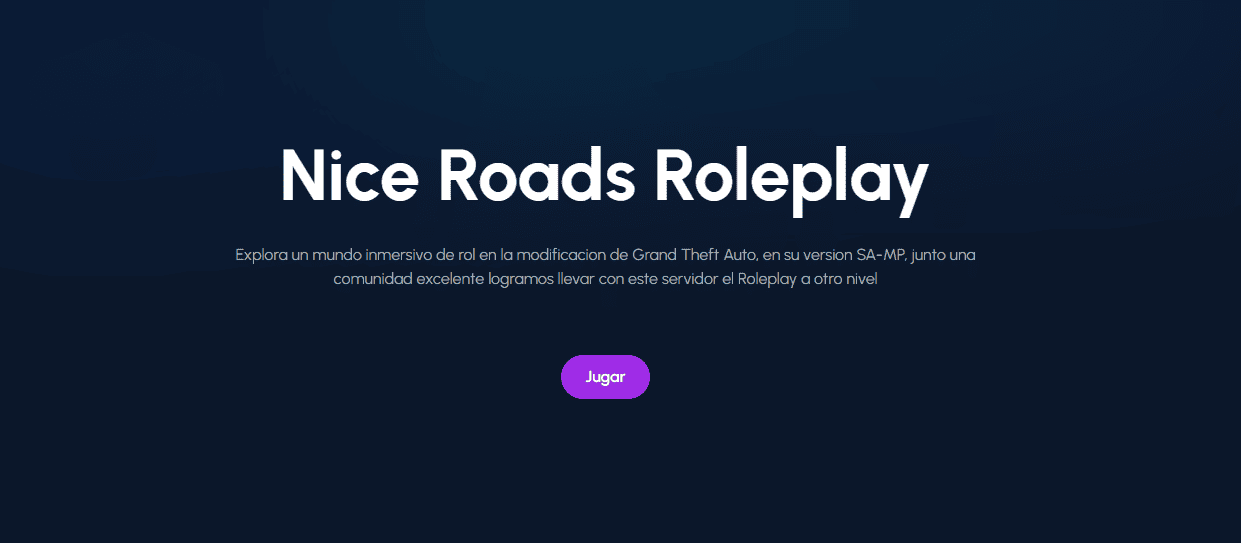 Nice Roads Roleplay
Explora un mundo inmersivo de rol en la modificacion de Grand Theft Auto, en su version SA-MP, junto una
comunidad excelente logramos llevar con este servidor el Roleplay a otro nivel
Jugar